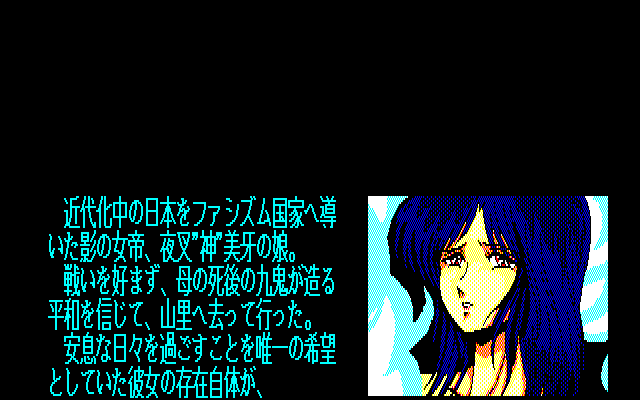 近代化中の日本をファシズム国家へ導
いた影の女帝、夜叉"神"美牙の娘。
戦いを好まず、母の死後の九鬼が造る
平和を信じて、山里へ去って行った。
安息な日々を過ごすことを唯一の希望
としていた彼女の存在自体が、